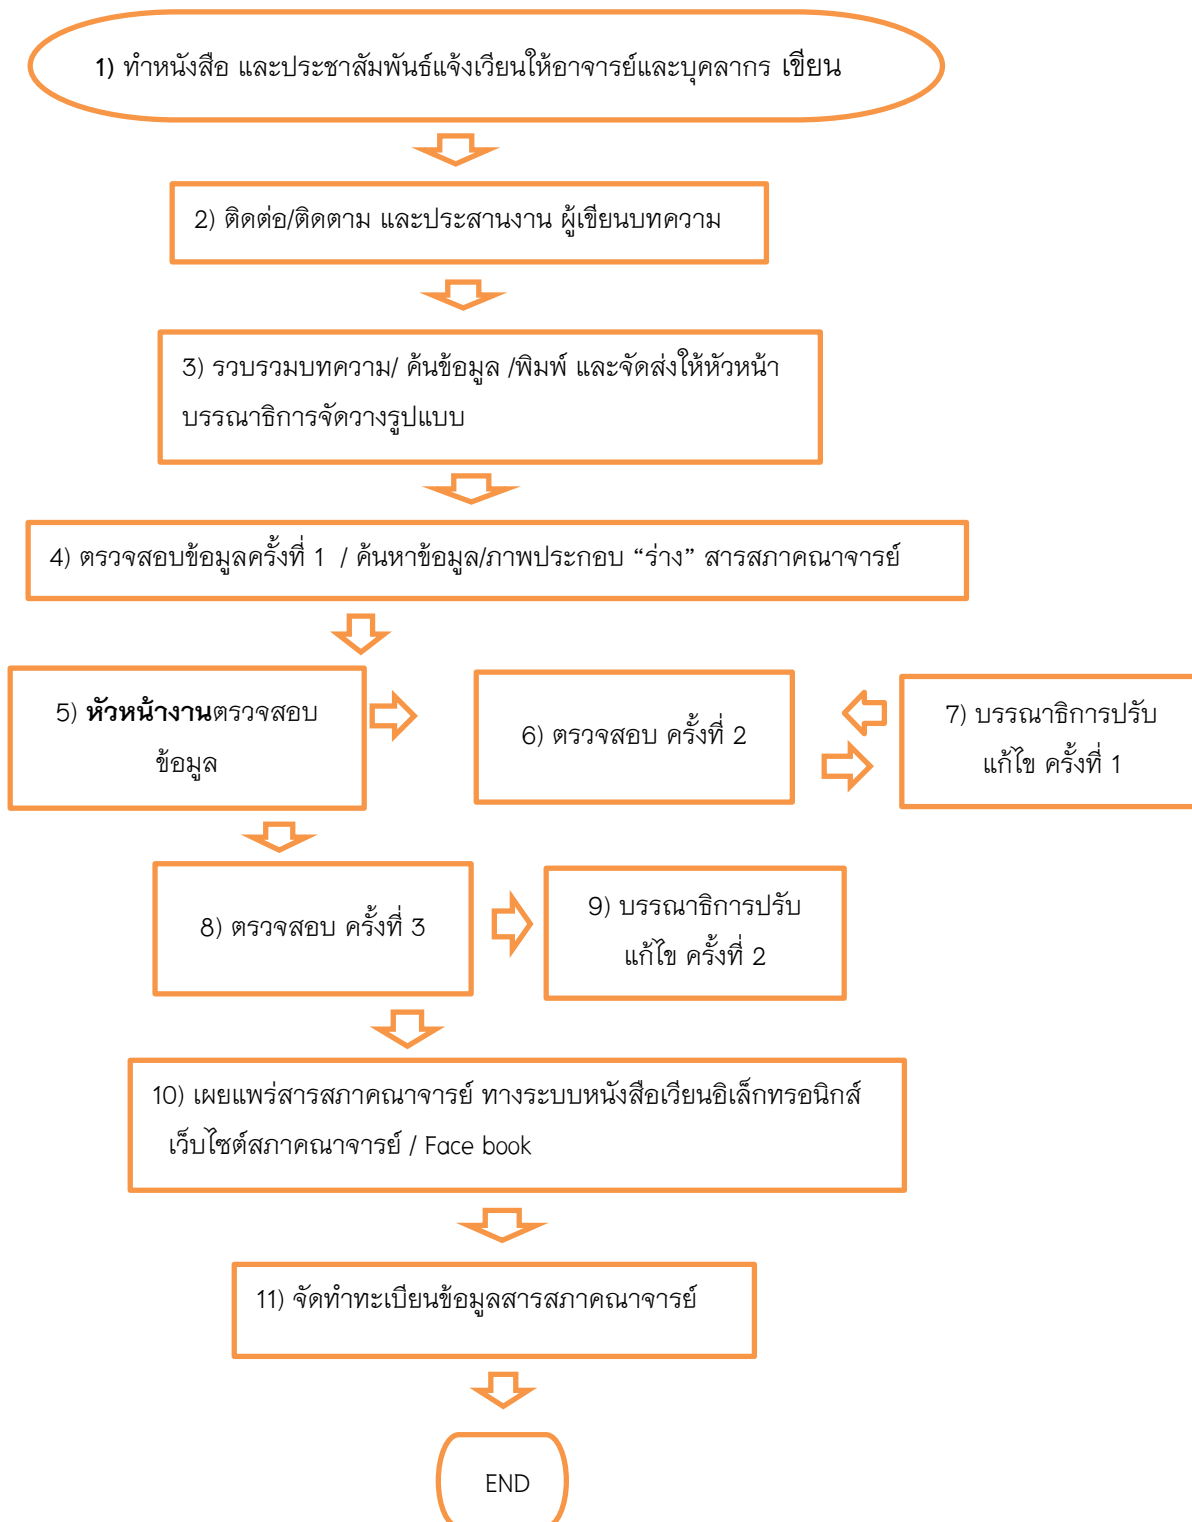 1) ทำหนังสือ และประชาสัมพันธ์แจ้งเวียนให้อาจารย์และบุคลากร เขียน
2) ติดต่อ/ติดตาม และประสานงาน ผู้เขียนบทความ
3) รวบรวมบทความ/ ค้นข้อมูล /พิมพ์ และจัดส่งให้หัวหน้า
บรรณาธิการจัดวางรูปแบบ
4) ตรวจสอบข้อมูลครั้งที่ 1 / ค้นหาข้อมูล/ภาพประกอบ “ร่าง” สารสภาคณาจารย์
5) หัวหน้างานตรวจสอบ
ข้อมูล
6) ตรวจสอบ ครั้งที่ 2
7) บรรณาธิการปรับ
แก้ไข ครั้งที่ 1
8) ตรวจสอบ ครั้งที่ 3
9) บรรณาธิการปรับ
แก้ไข ครั้งที่ 2
10) เผยแพร่สารสภาคณาจารย์ ทางระบบหนังสือเวียนอิเล็กทรอนิกส์
เว็บไซต์สภาคณาจารย์ / Face book
11) จัดทำทะเบียนข้อมูลสารสภาคณาจารย์
END